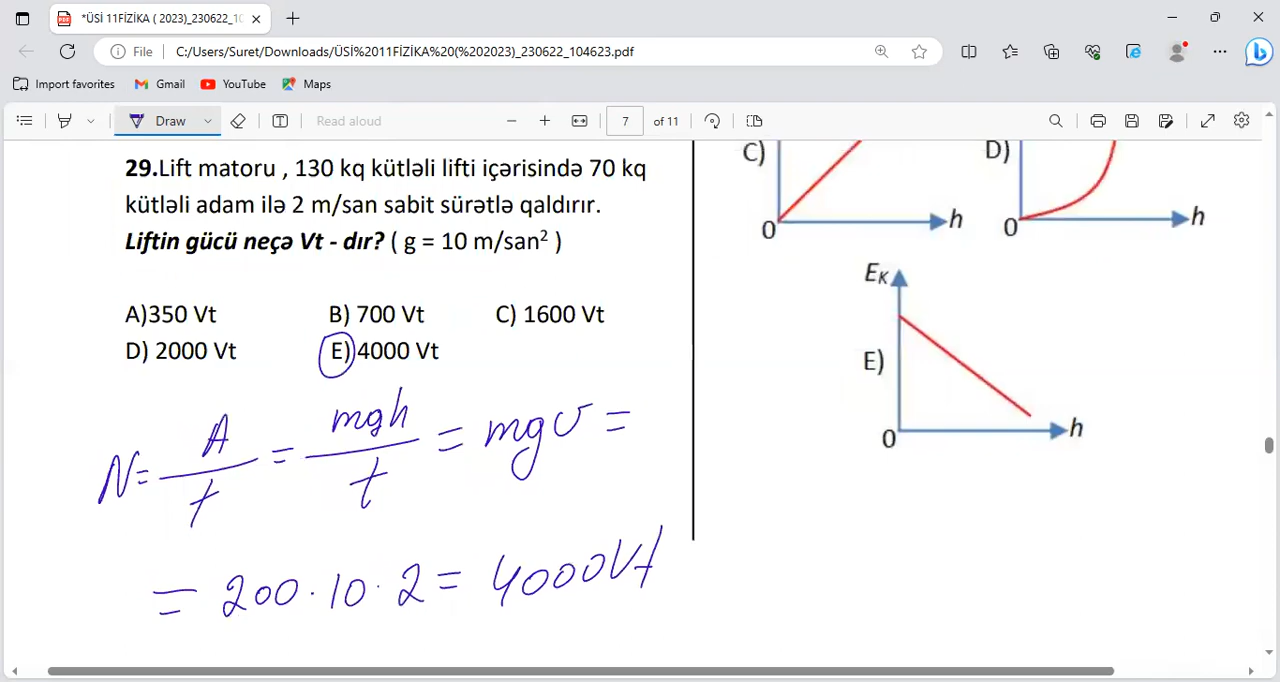 *ÜSİ 11FİZİKA ( 2023)_230622_10
File
C:/Users/Suret/Downloads/ÜSİ%2011FİZİKA%20(%202023)_230622_104623.pdf
Import favorites
Gmail
YouTube
Maps
Draw
Read aloud
7
of 11
29.Lift matoru , 130 kq kütləli lifti içərisində 70 kq
kütləli adam ilə 2 m/san sabit sürətlə qaldırır.
Liftin gücü neçə Vt - dır? ( g = 10 m/san² )
A)350 Vt B) 700 Vt C) 1600 Vt
D) 2000 Vt E) 4000 Vt
N = A/t = mgh/t = mgv =
= 200 · 10 · 2 = 4000Vt
C)
0
h
D)
0
h
Eₖ
E)
0
h